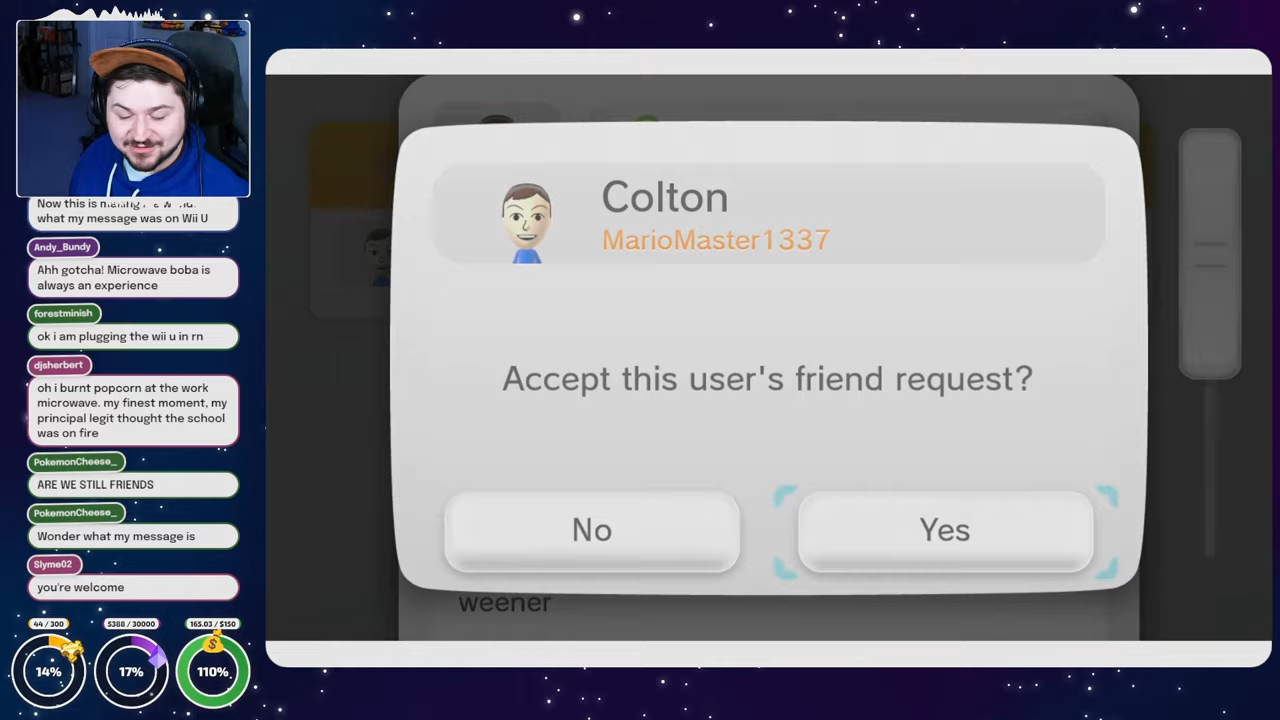 what my message was on Wii U
Andy_Bundy
Ahh gotcha! Microwave boba is
always an experience
forestminish
ok i am plugging the wii u in rn
djsherbert
oh i burnt popcorn at the work
microwave. my finest moment, my
principal legit thought the school
was on fire
PokemonCheese_
ARE WE STILL FRIENDS
PokemonCheese_
Wonder what my message is
Slyme02
you're welcome
44 / 300
5388 / 30000
165.03 / $150
14%
17%
110%
Colton
MarioMaster1337
Accept this user's friend request?
No
Yes
weener